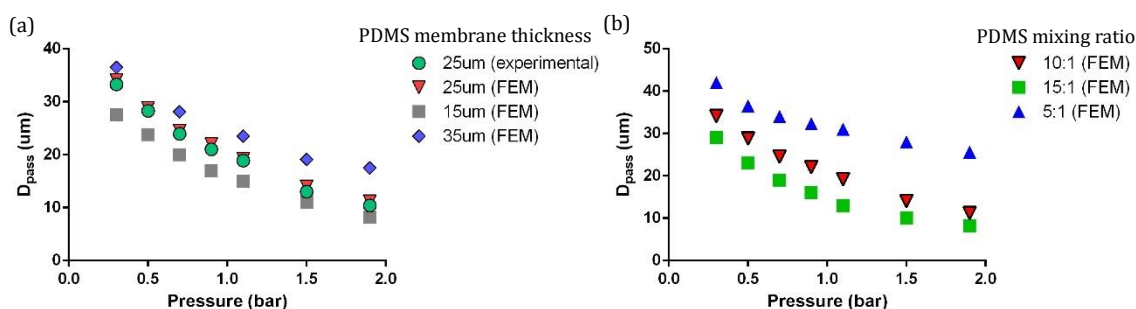 (a)
PDMS membrane thickness
25um (experimental)
25um (FEM)
15um (FEM)
35um (FEM)
40
30
20
10
0
Dpass (um)
0.0 0.5 1.0 1.5 2.0
Pressure (bar)
(b)
PDMS mixing ratio
10:1 (FEM)
15:1 (FEM)
5:1 (FEM)
50
40
30
20
10
0
Dpass (um)
0.0 0.5 1.0 1.5 2.0
Pressure (bar)